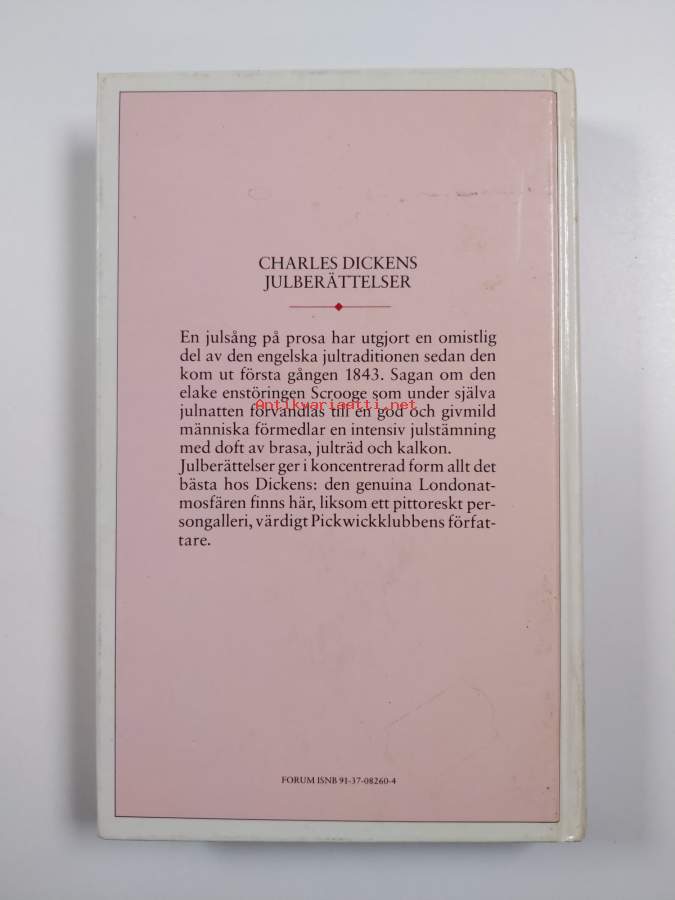 CHARLES DICKENS
JULBERÄTTELSER
En julsång på prosa har utgjort en omistlig
del av den engelska jultraditionen sedan den
kom ut första gången 1843. Sagan om den
elake enstöringen Scrooge som under själva
julnatten förvandlas till en god och givmild
Antikvariaatti.net
människa förmedlar en intensiv julstämning
med doft av brasa, julträd och kalkon.
Julberättelser ger i koncentrerad form allt det
bästa hos Dickens: den genuina Londonat-
mosfären finns här, liksom ett pittoreskt per-
songalleri, värdigt Pickwickklubbens förfat-
tare.
FORUM ISNB 91-37-08260-4